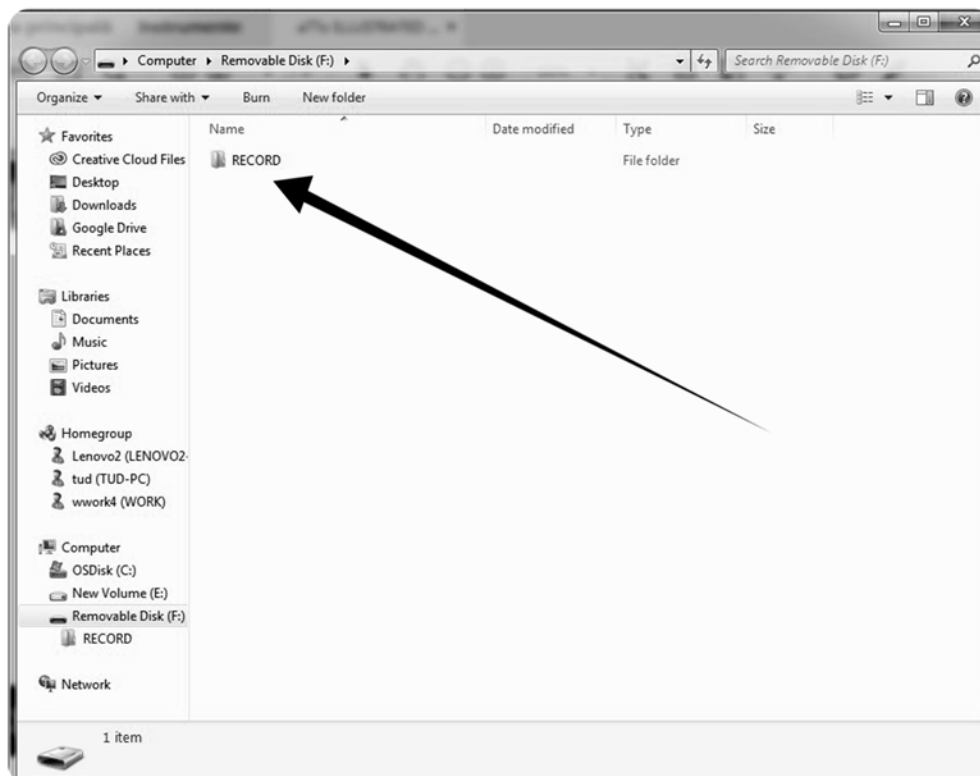 Computer ▸ Removable Disk (F:) ▸ Search Removable Disk (F:)
Organize ▾ Share with ▾ Burn New folder
Name Date modified Type Size
RECORD File folder
Favorites
Creative Cloud Files
Desktop
Downloads
Google Drive
Recent Places
Libraries
Documents
Music
Pictures
Videos
Homegroup
Lenovo2 (LENOVO2-
tud (TUD-PC)
wwork4 (WORK)
Computer
OSDisk (C:)
New Volume (E:)
Removable Disk (F:)
RECORD
Network
1 item